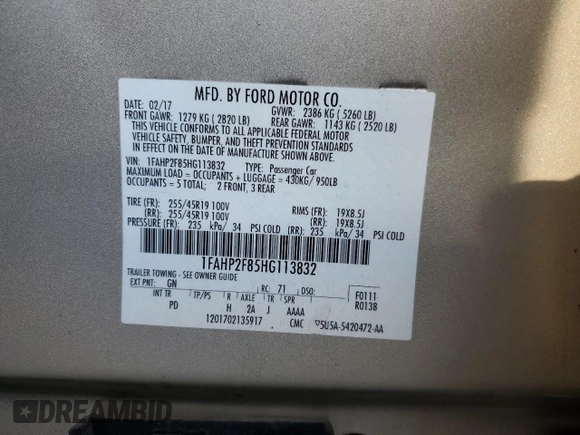 MFD. BY FORD MOTOR CO.
DATE: 02/17 GVWR: 2386 KG ( 5260 LB)
FRONT GAWR: 1279 KG ( 2820 LB) REAR GAWR: 1143 KG ( 2520 LB)
THIS VEHICLE CONFORMS TO ALL APPLICABLE FEDERAL MOTOR
VEHICLE SAFETY, BUMPER, AND THEFT PREVENTION STANDARDS
IN EFFECT ON THE DATE OF MANUFACTURE SHOWN ABOVE.
VIN: 1FAHP2F85HG113832 TYPE: Passenger Car
MAXIMUM LOAD = OCCUPANTS + LUGGAGE = 430KG/ 950LB
OCCUPANTS = 5 TOTAL; 2 FRONT, 3 REAR
TIRE (FR): 255/45R19 100V RIMS (FR): 19X8.5J
(RR): 255/45R19 100V (RR): 19X8.5J
PRESSURE (FR): 235 kPa/ 34 PSI COLD (RR): 235 kPa/ 34 PSI COLD
1FAHP2F85HG113832
TRAILER TOWING - SEE OWNER GUIDE
EXT PNT: GN RC: 71 DSO: F0111
R0138
INT TR TP/PS R AXLE TR SPR
PD H 2A J AAAA
1201702135917 CMC ▽5U5A-5420472-AA
DREAMBID